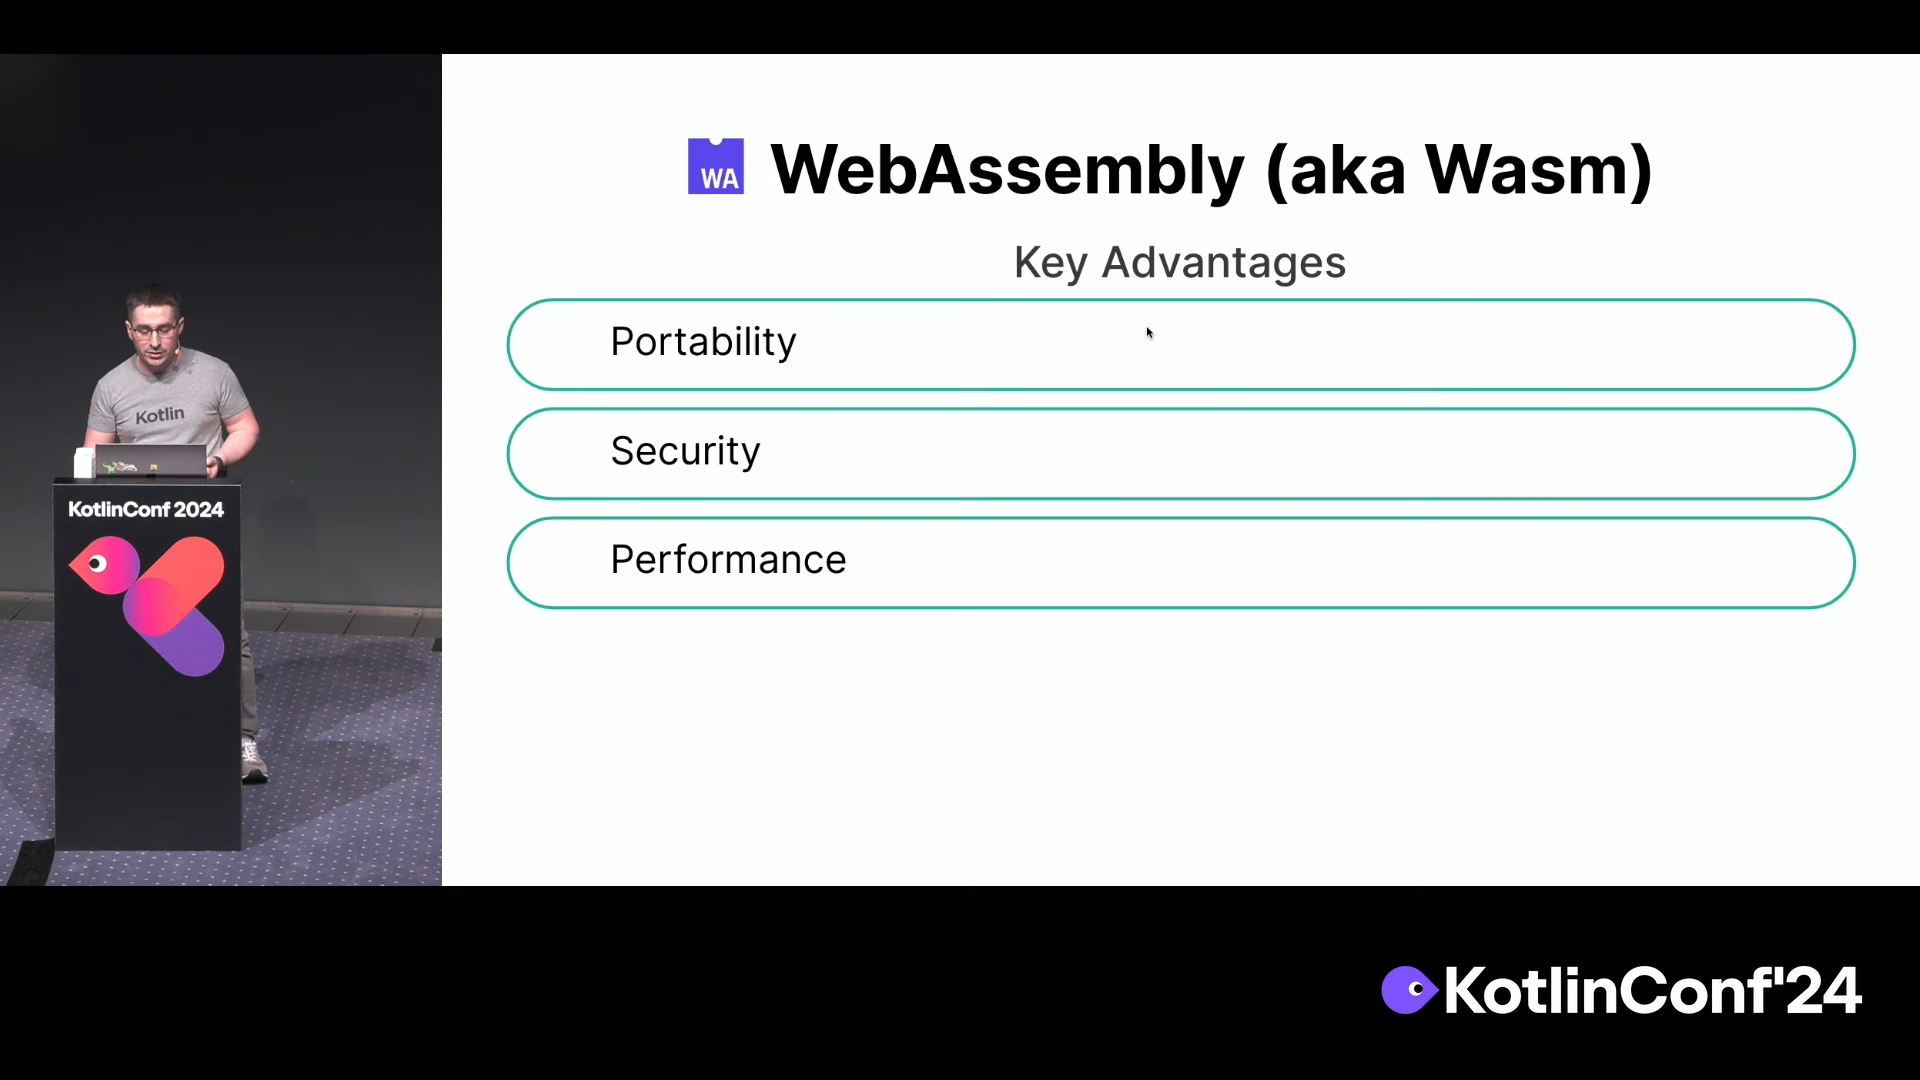 WA WebAssembly (aka Wasm)
Key Advantages
Portability
Security
Performance
Kotlin
KotlinConf 2024
KotlinConf'24